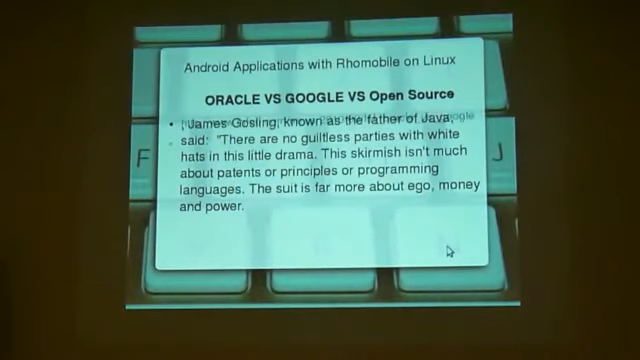 Android Applications with Rhomobile on Linux
ORACLE VS GOOGLE VS Open Source
• , James Gosling, known as the father of Java,
said: "There are no guiltless parties with white
hats in this little drama. This skirmish isn't much
about patents or principles or programming
languages. The suit is far more about ego, money
and power.
F
J